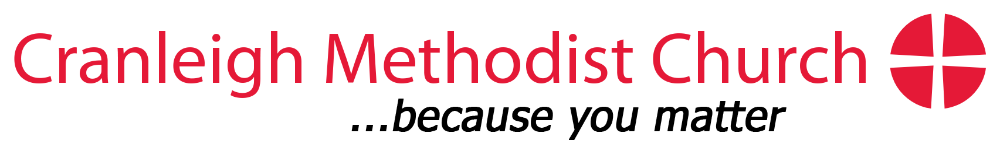 Cranleigh Methodist Church
...because you matter